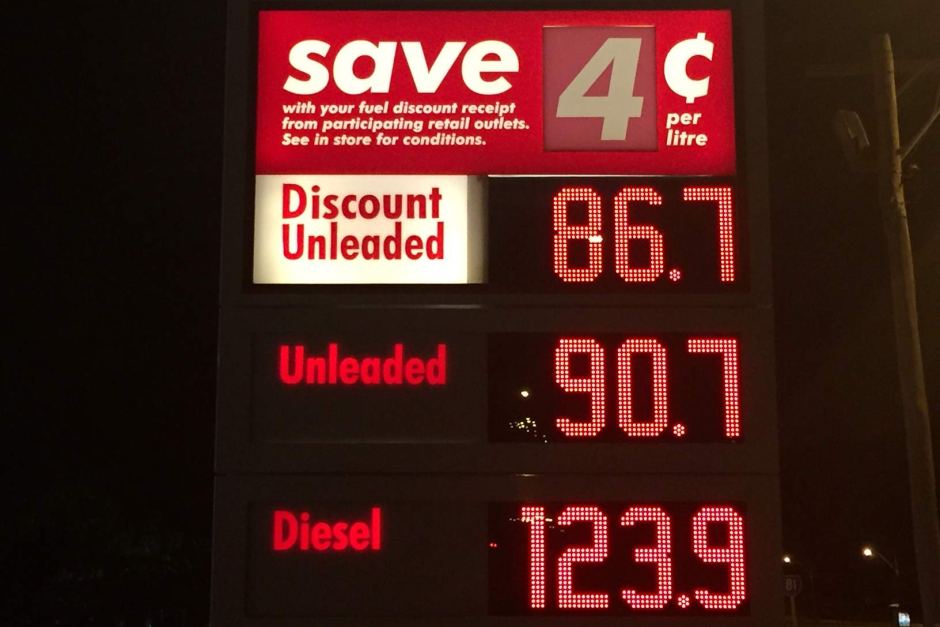 save 4¢
with your fuel discount receipt
from participating retail outlets.
See in store for conditions.
per
litre
Discount
Unleaded
86.7
Unleaded
90.7
Diesel
123.9
81